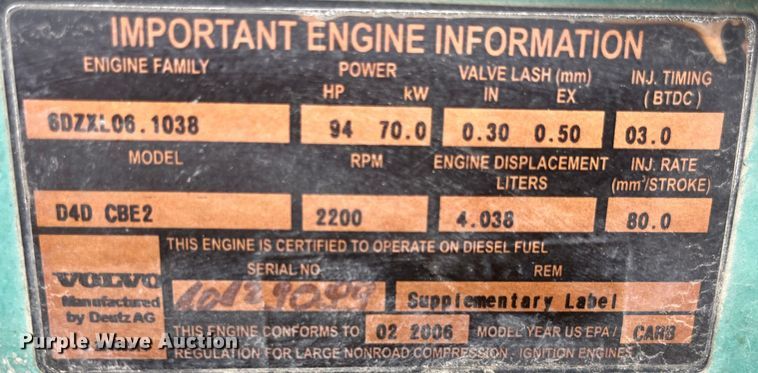 IMPORTANT ENGINE INFORMATION
ENIGINE FAMILY POWER VALVE LASH (mm) INJ. TIMING
HP kW IN EX (BTDC)
6DZXL06.1038 94 70.0 0.30 0.50 03.0
MODEL RPM ENGINE DISPLACEMENT INJ. RATE
LITERS (mm³/STROKE)
D4D CBE2 2200 4.038 80.0
THIS ENGINE IS CERTIFIED TO OPERATE ON DIESEL FUEL
SERIAL NO REM
VOLVO
Manufactured
by Deutz AG
Supplementary Label
THIS ENGINE CONFORMS TO 02 2006 MODEL YEAR US EPA / CARB
REGULATION FOR LARGE NONROAD COMPRESSION - IGNITION ENGINES
Purple Wave Auction